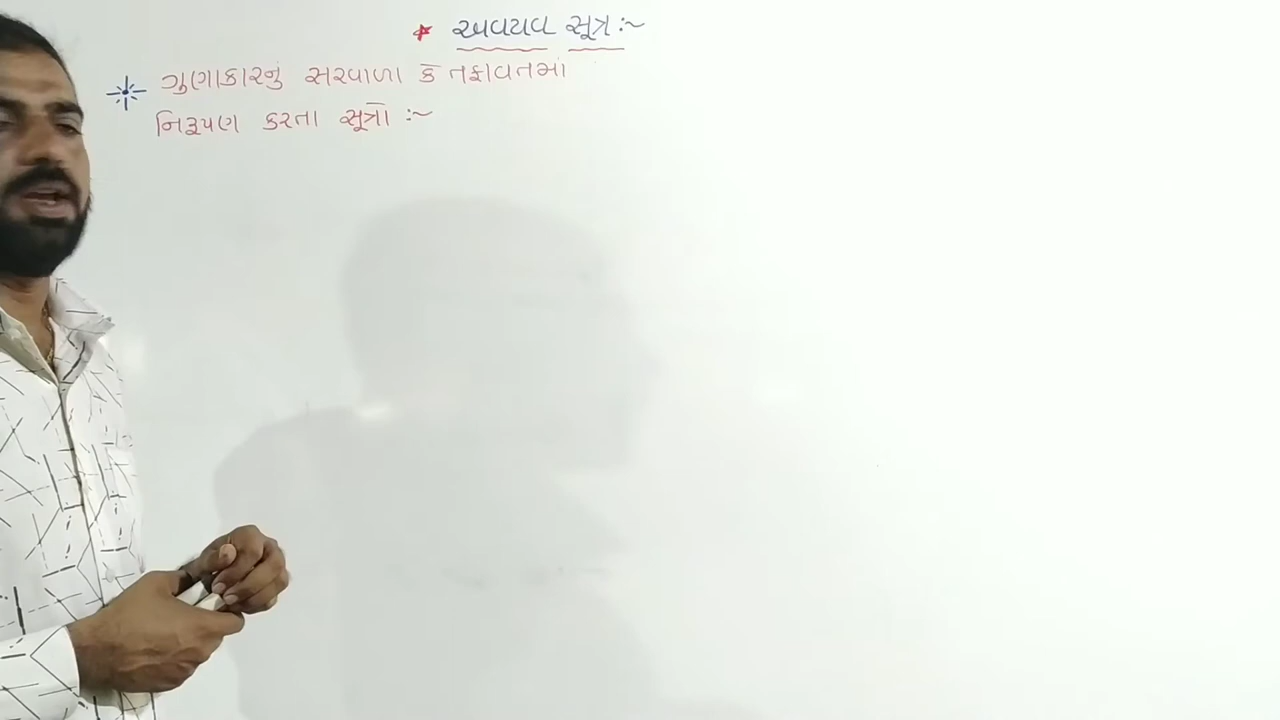 * અવયવ સૂત્ર :~
ગુણાકારનું સરવાળા કે તફાવતમાં
નિરૂપણ કરતા સૂત્રો :~